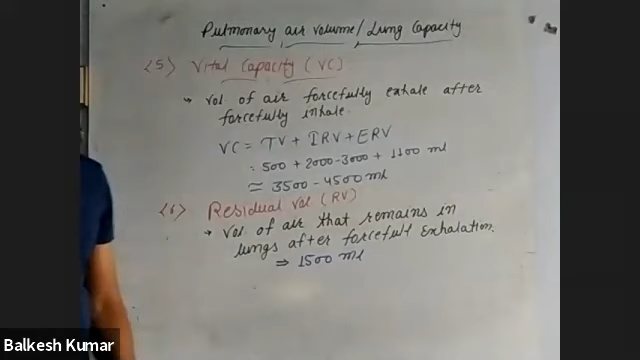 Pulmonary air volume/Lung Capacity
(5) Vital Capacity (VC)
↳ Vol of air forcefully exhale after
forcefully inhale.
VC = TV + IRV + ERV
= 500 + 2000-3000 + 1100 ml
≃ 3500 - 4500 ml
(6) Residual Vol (RV)
↳ Vol. of air that remains in
lungs after forcefull exhalation.
⇒ 1500 ml
Balkesh Kumar